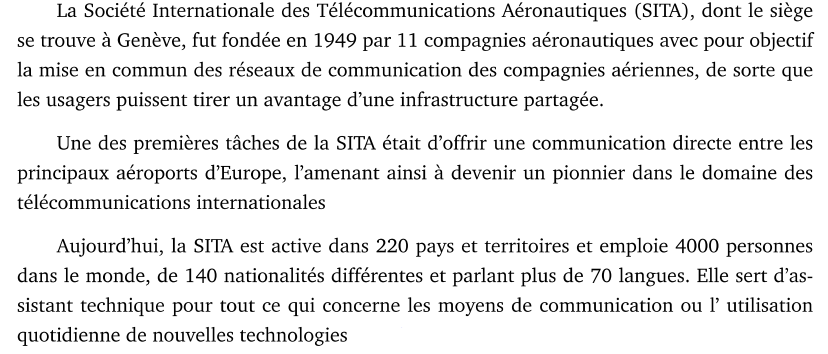 La Société Internationale des Télécommunications Aéronautiques (SITA), dont le siège
se trouve à Genève, fut fondée en 1949 par 11 compagnies aéronautiques avec pour objectif
la mise en commun des réseaux de communication des compagnies aériennes, de sorte que
les usagers puissent tirer un avantage d'une infrastructure partagée.
Une des premières tâches de la SITA était d'offrir une communication directe entre les
principaux aéroports d'Europe, l'amenant ainsi à devenir un pionnier dans le domaine des
télécommunications internationales
Aujourd'hui, la SITA est active dans 220 pays et territoires et emploie 4000 personnes
dans le monde, de 140 nationalités différentes et parlant plus de 70 langues. Elle sert d'as-
sistant technique pour tout ce qui concerne les moyens de communication ou l' utilisation
quotidienne de nouvelles technologies